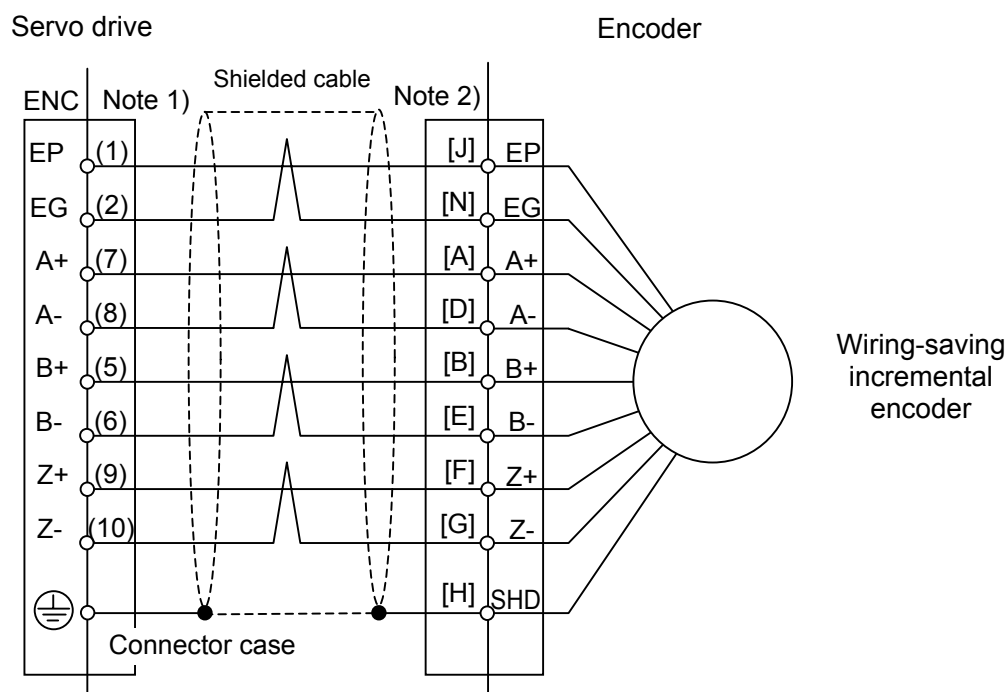 Servo drive
Encoder
Shielded cable
ENC Note 1) Note 2)
EP (1) [J] EP
EG (2) [N] EG
A+ (7) [A] A+
A- (8) [D] A-
B+ (5) [B] B+
B- (6) [E] B-
Z+ (9) [F] Z+
Z- (10) [G] Z-
[H] SHD
Connector case
Wiring-saving
incremental
encoder